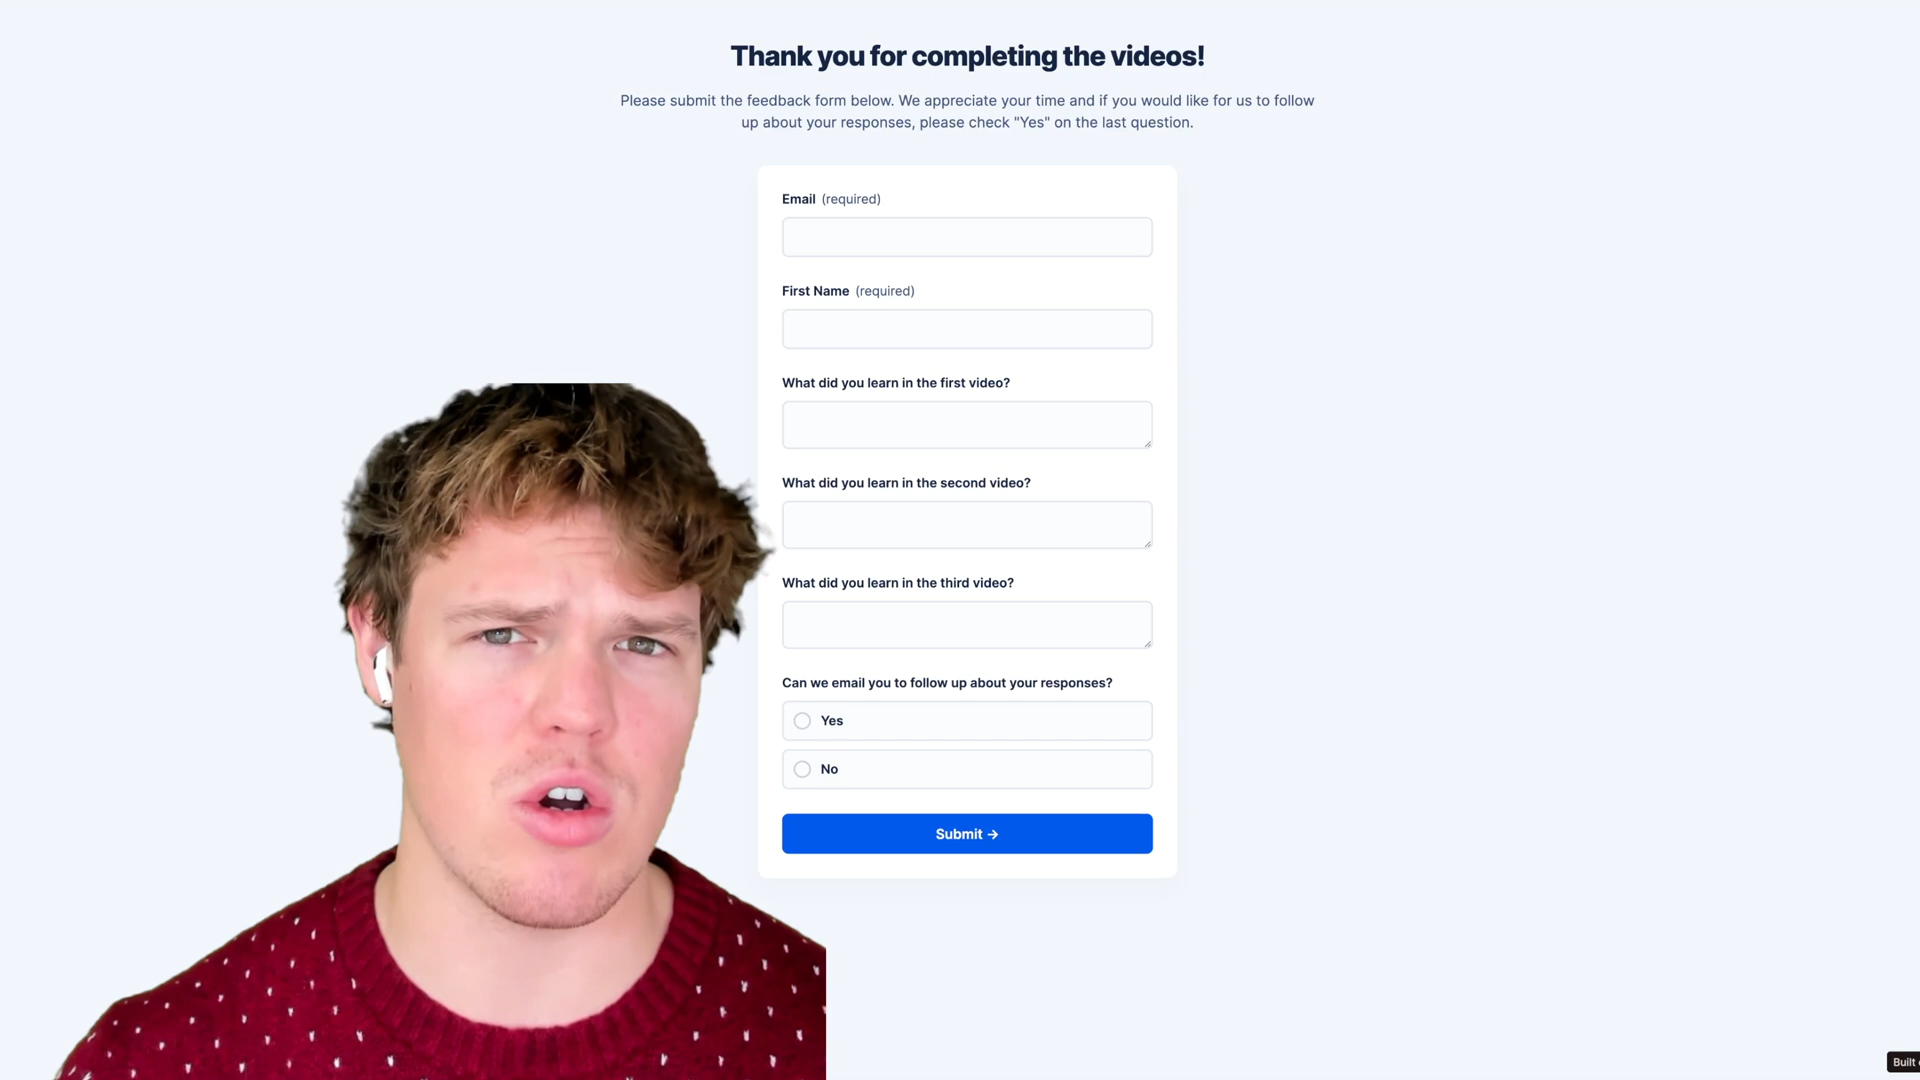 Thank you for completing the videos!
Please submit the feedback form below. We appreciate your time and if you would like for us to follow
up about your responses, please check "Yes" on the last question.
Email (required)
First Name (required)
What did you learn in the first video?
What did you learn in the second video?
What did you learn in the third video?
Can we email you to follow up about your responses?
Yes
No
Submit →
Built